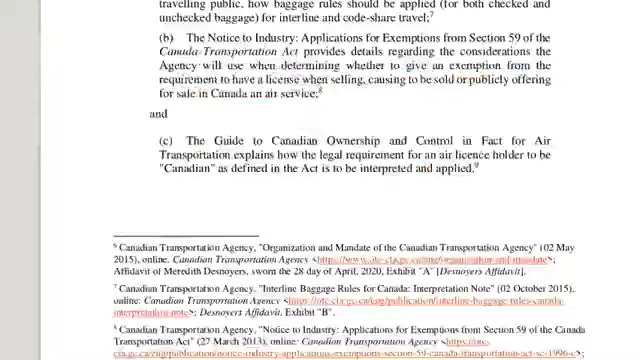 travelling public, how baggage rules should be applied (for both checked and
unchecked baggage) for interline and code-share travel;7
(b) The Notice to Industry: Applications for Exemptions from Section 59 of the
Canada Transportation Act provides details regarding the considerations the
Agency will use when determining whether to give an exemption from the
requirement to have a license when selling, causing to be sold or publicly offering
for sale in Canada an air service;8
and
(c) The Guide to Canadian Ownership and Control in Fact for Air
Transportation explains how the legal requirement for an air licence holder to be
"Canadian" as defined in the Act is to be interpreted and applied.9
6 Canadian Transportation Agency, "Organization and Mandate of the Canadian Transportation Agency" (02 May
2015), online. Canadian Transportation Agency <https://www.otc-cta.gc.ca/eng/organization-and-mandate>;
Affidavit of Meredith Desnoyers, sworn the 28 day of April, 2020, Exhibit "A" [Desnoyers Affidavit].
7 Canadian Transportation Agency, "Interline Baggage Rules for Canada: Interpretation Note" (02 October 2015),
online: Canadian Transportation Agency <https://otc-cta.gc.ca/eng/publication/interline-baggage-rules-canada-
interpretation-note>; Desnoyers Affidavit, Exhibit "B".
8 Canadian Transportation Agency, "Notice to Industry: Applications for Exemptions from Section 59 of the Canada
Transportation Act" (27 March 2013), online: Canadian Transportation Agency <https://otc-
cta.gc.ca/eng/publication/notice-industry-applications-exemptions-section-59-canada-transportation-act-sc-1996-c>;